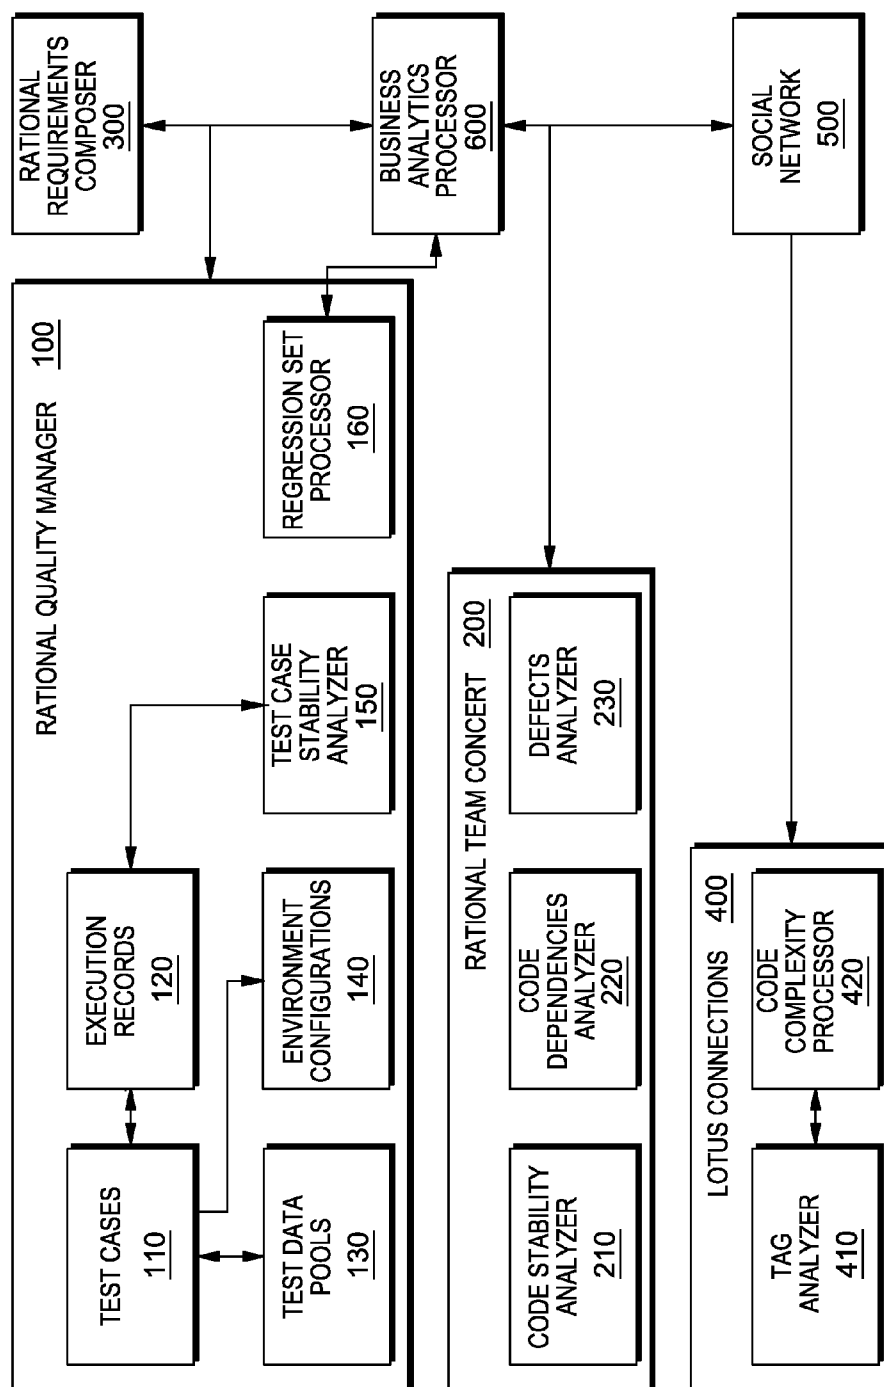 RATIONAL QUALITY MANAGER 100
TEST CASES
110
EXECUTION
RECORDS
120
TEST DATA
POOLS
130
ENVIRONMENT
CONFIGURATIONS
140
TEST CASE
STABILITY
ANALYZER
150
REGRESSION SET
PROCESSOR
160
RATIONAL
REQUIREMENTS
COMPOSER
300
BUSINESS
ANALYTICS
PROCESSOR
600
RATIONAL TEAM CONCERT 200
CODE STABILITY
ANALYZER
210
CODE
DEPENDENCIES
ANALYZER
220
DEFECTS
ANALYZER
230
SOCIAL
NETWORK
500
LOTUS CONNECTIONS 400
TAG
ANALYZER
410
CODE
COMPLEXITY
PROCESSOR
420